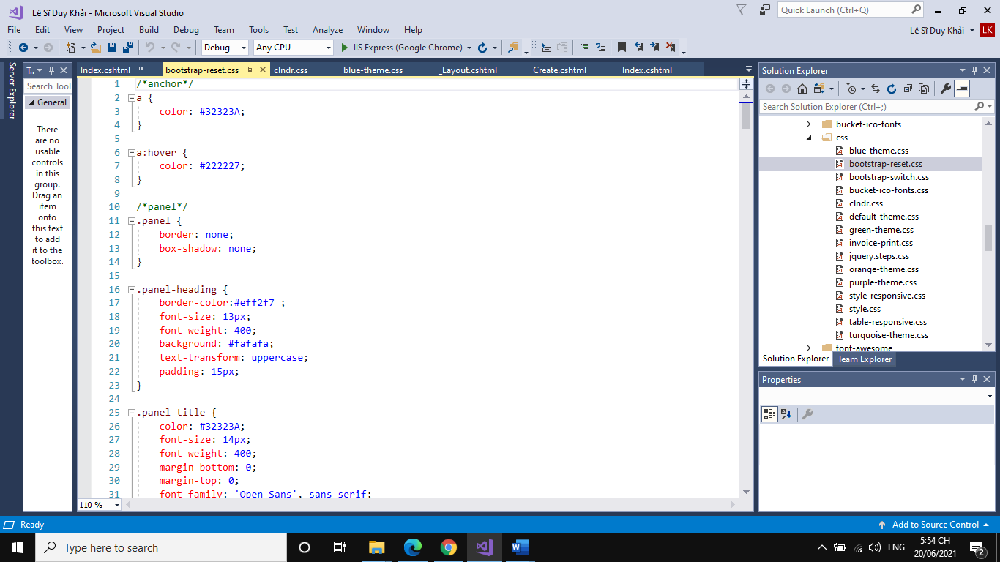 Lê Sĩ Duy Khải - Microsoft Visual Studio
Quick Launch (Ctrl+Q)
File Edit View Project Build Debug Team Tools Test Analyze Window Help
Lê Sĩ Duy Khải LK
Debug Any CPU IIS Express (Google Chrome)
Server Explorer
T..
Search Tool
General
There
are no
usable
controls
in this
group.
Drag an
item
onto
this text
to add
it to the
toolbox.
Index.cshtml bootstrap-reset.css clndr.css blue-theme.css _Layout.cshtml Create.cshtml Index.cshtml
1 /*anchor*/
2 a {
3 color: #32323A;
4 }
5
6 a:hover {
7 color: #222227;
8 }
9
10 /*panel*/
11 .panel {
12 border: none;
13 box-shadow: none;
14 }
15
16 .panel-heading {
17 border-color:#eff2f7 ;
18 font-size: 13px;
19 font-weight: 400;
20 background: #fafafa;
21 text-transform: uppercase;
22 padding: 15px;
23 }
24
25 .panel-title {
26 color: #32323A;
27 font-size: 14px;
28 font-weight: 400;
29 margin-bottom: 0;
30 margin-top: 0;
31 font-family: 'Open Sans', sans-serif;
110 %
Solution Explorer
Search Solution Explorer (Ctrl+;)
bucket-ico-fonts
css
blue-theme.css
bootstrap-reset.css
bootstrap-switch.css
bucket-ico-fonts.css
clndr.css
default-theme.css
green-theme.css
invoice-print.css
jquery.steps.css
orange-theme.css
purple-theme.css
style-responsive.css
style.css
table-responsive.css
turquoise-theme.css
font-awesome
Solution Explorer Team Explorer
Properties
Ready
Add to Source Control
Type here to search
ENG
5:54 CH
20/06/2021
2